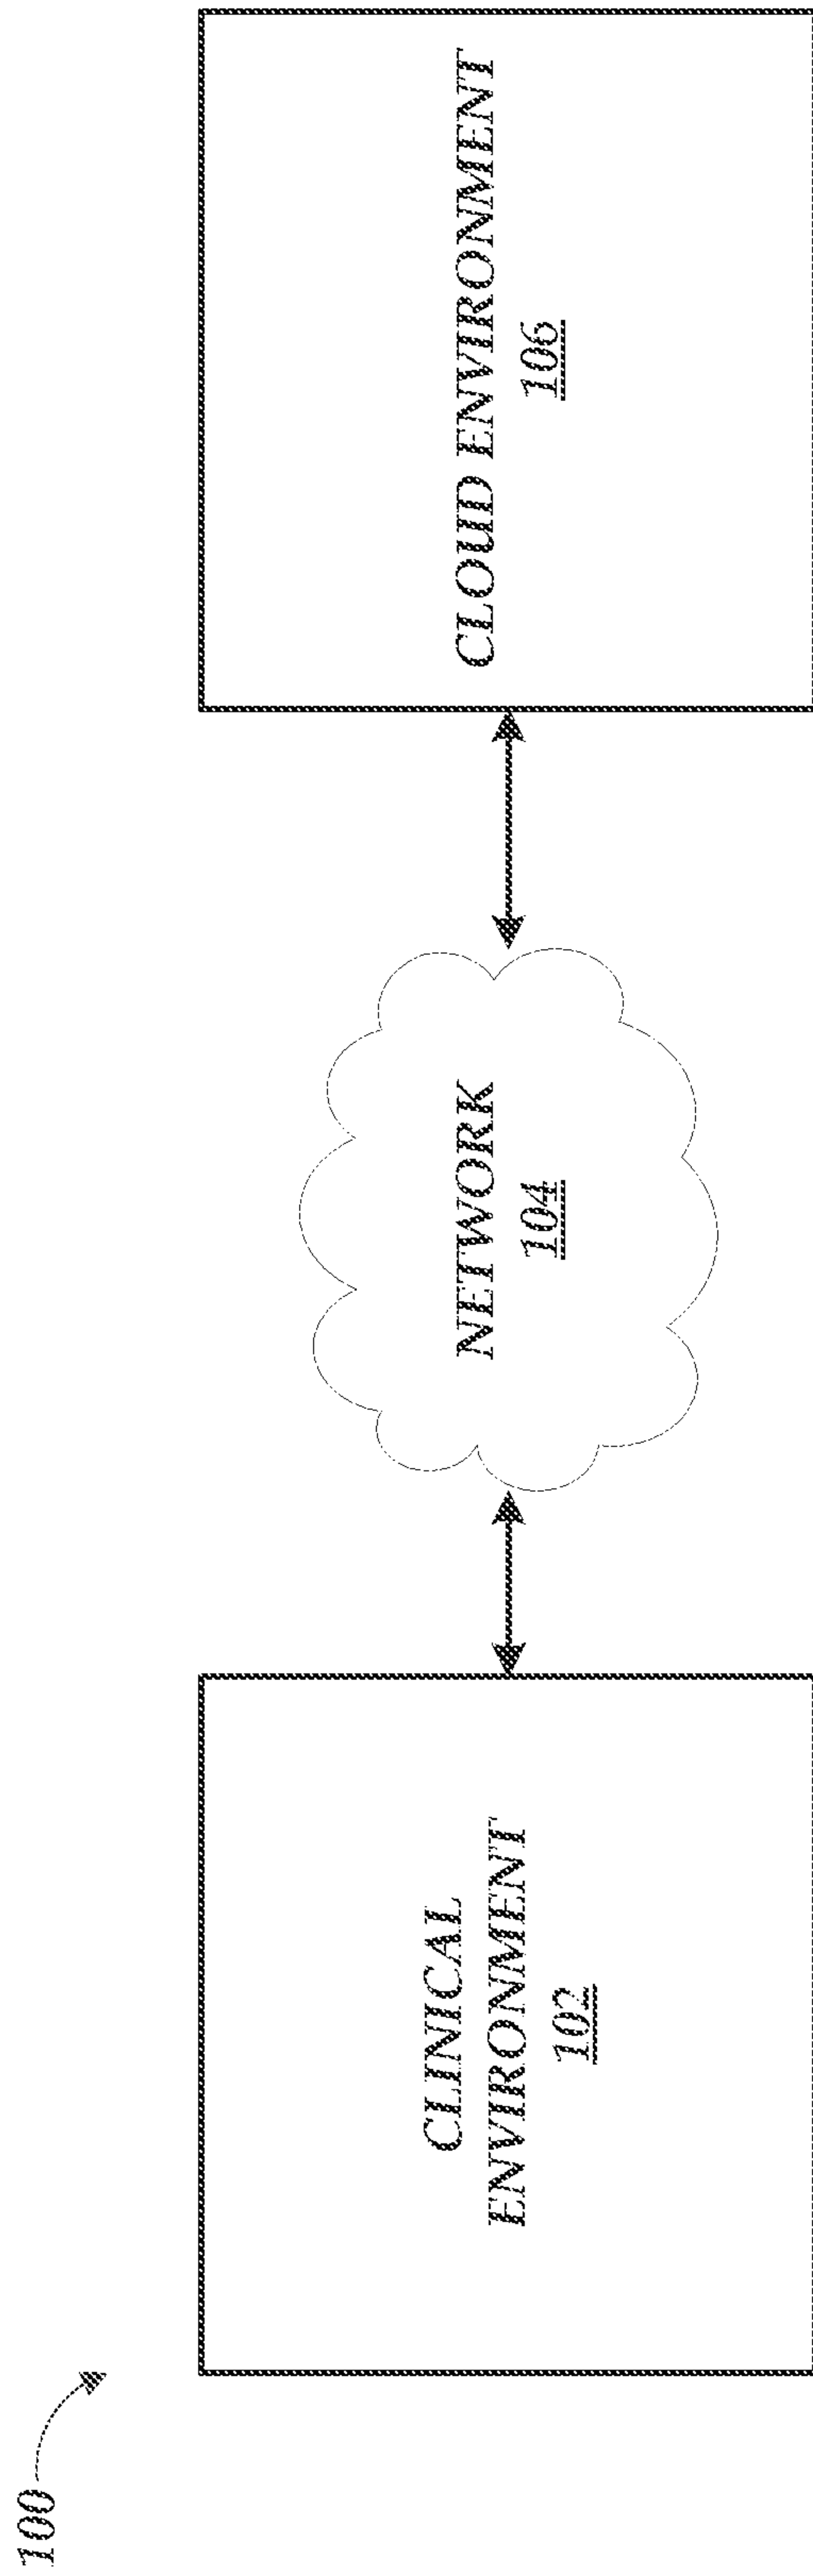 100
CLINICAL
ENVIRONMENT
102
NETWORK
104
CLOUD ENVIRONMENT
106